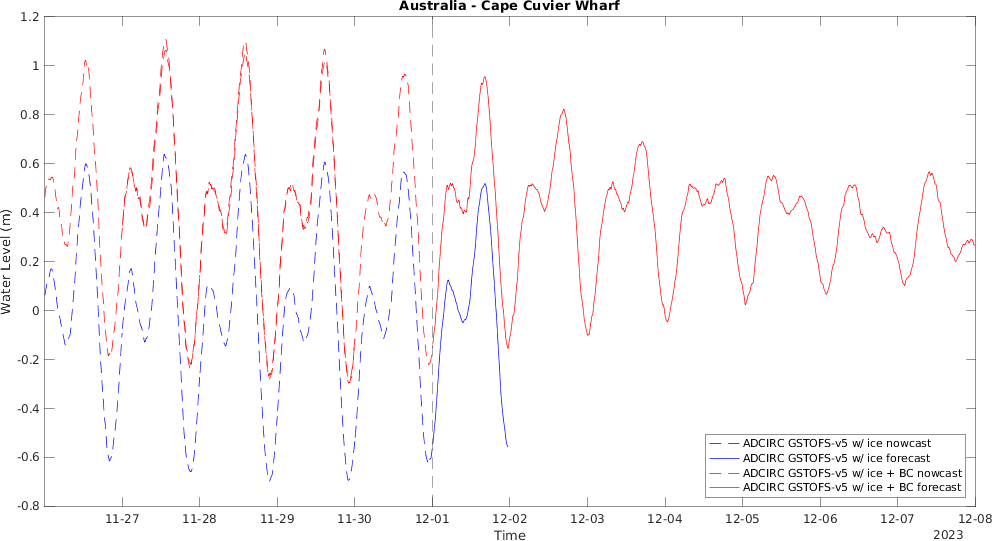 Australia - Cape Cuvier Wharf
1.2
1
0.8
0.6
0.4
0.2
0
-0.2
-0.4
-0.6
-0.8
Water Level (m)
11-27 11-28 11-29 11-30 12-01 12-02 12-03 12-04 12-05 12-06 12-07 12-08
Time
2023
ADCIRC GSTOFS-v5 w/ ice nowcast
ADCIRC GSTOFS-v5 w/ ice forecast
ADCIRC GSTOFS-v5 w/ ice + BC nowcast
ADCIRC GSTOFS-v5 w/ ice + BC forecast